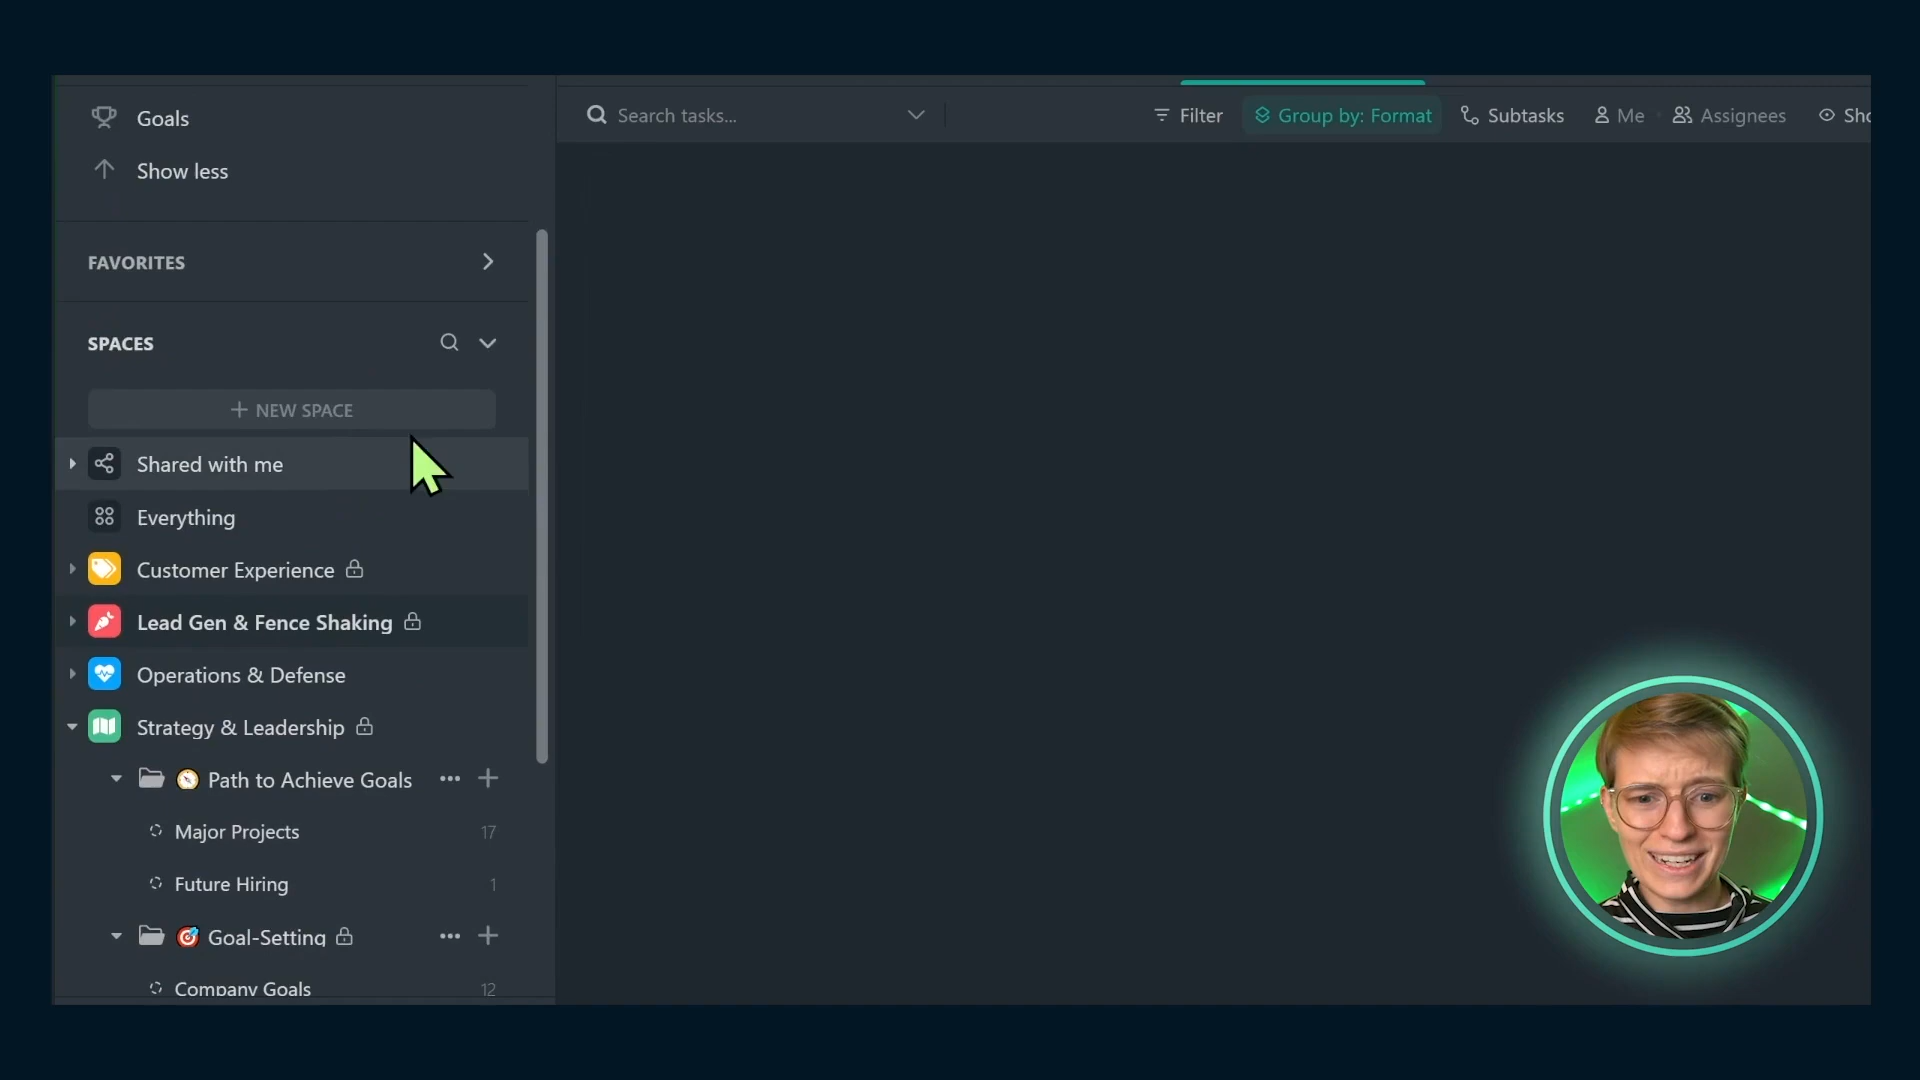 Goals
Show less
FAVORITES
SPACES
NEW SPACE
Shared with me
Everything
Customer Experience
Lead Gen & Fence Shaking
Operations & Defense
Strategy & Leadership
Path to Achieve Goals
Major Projects 17
Future Hiring 1
Goal-Setting
Company Goals 12
Search tasks... Filter Group by: Format Subtasks Me Assignees